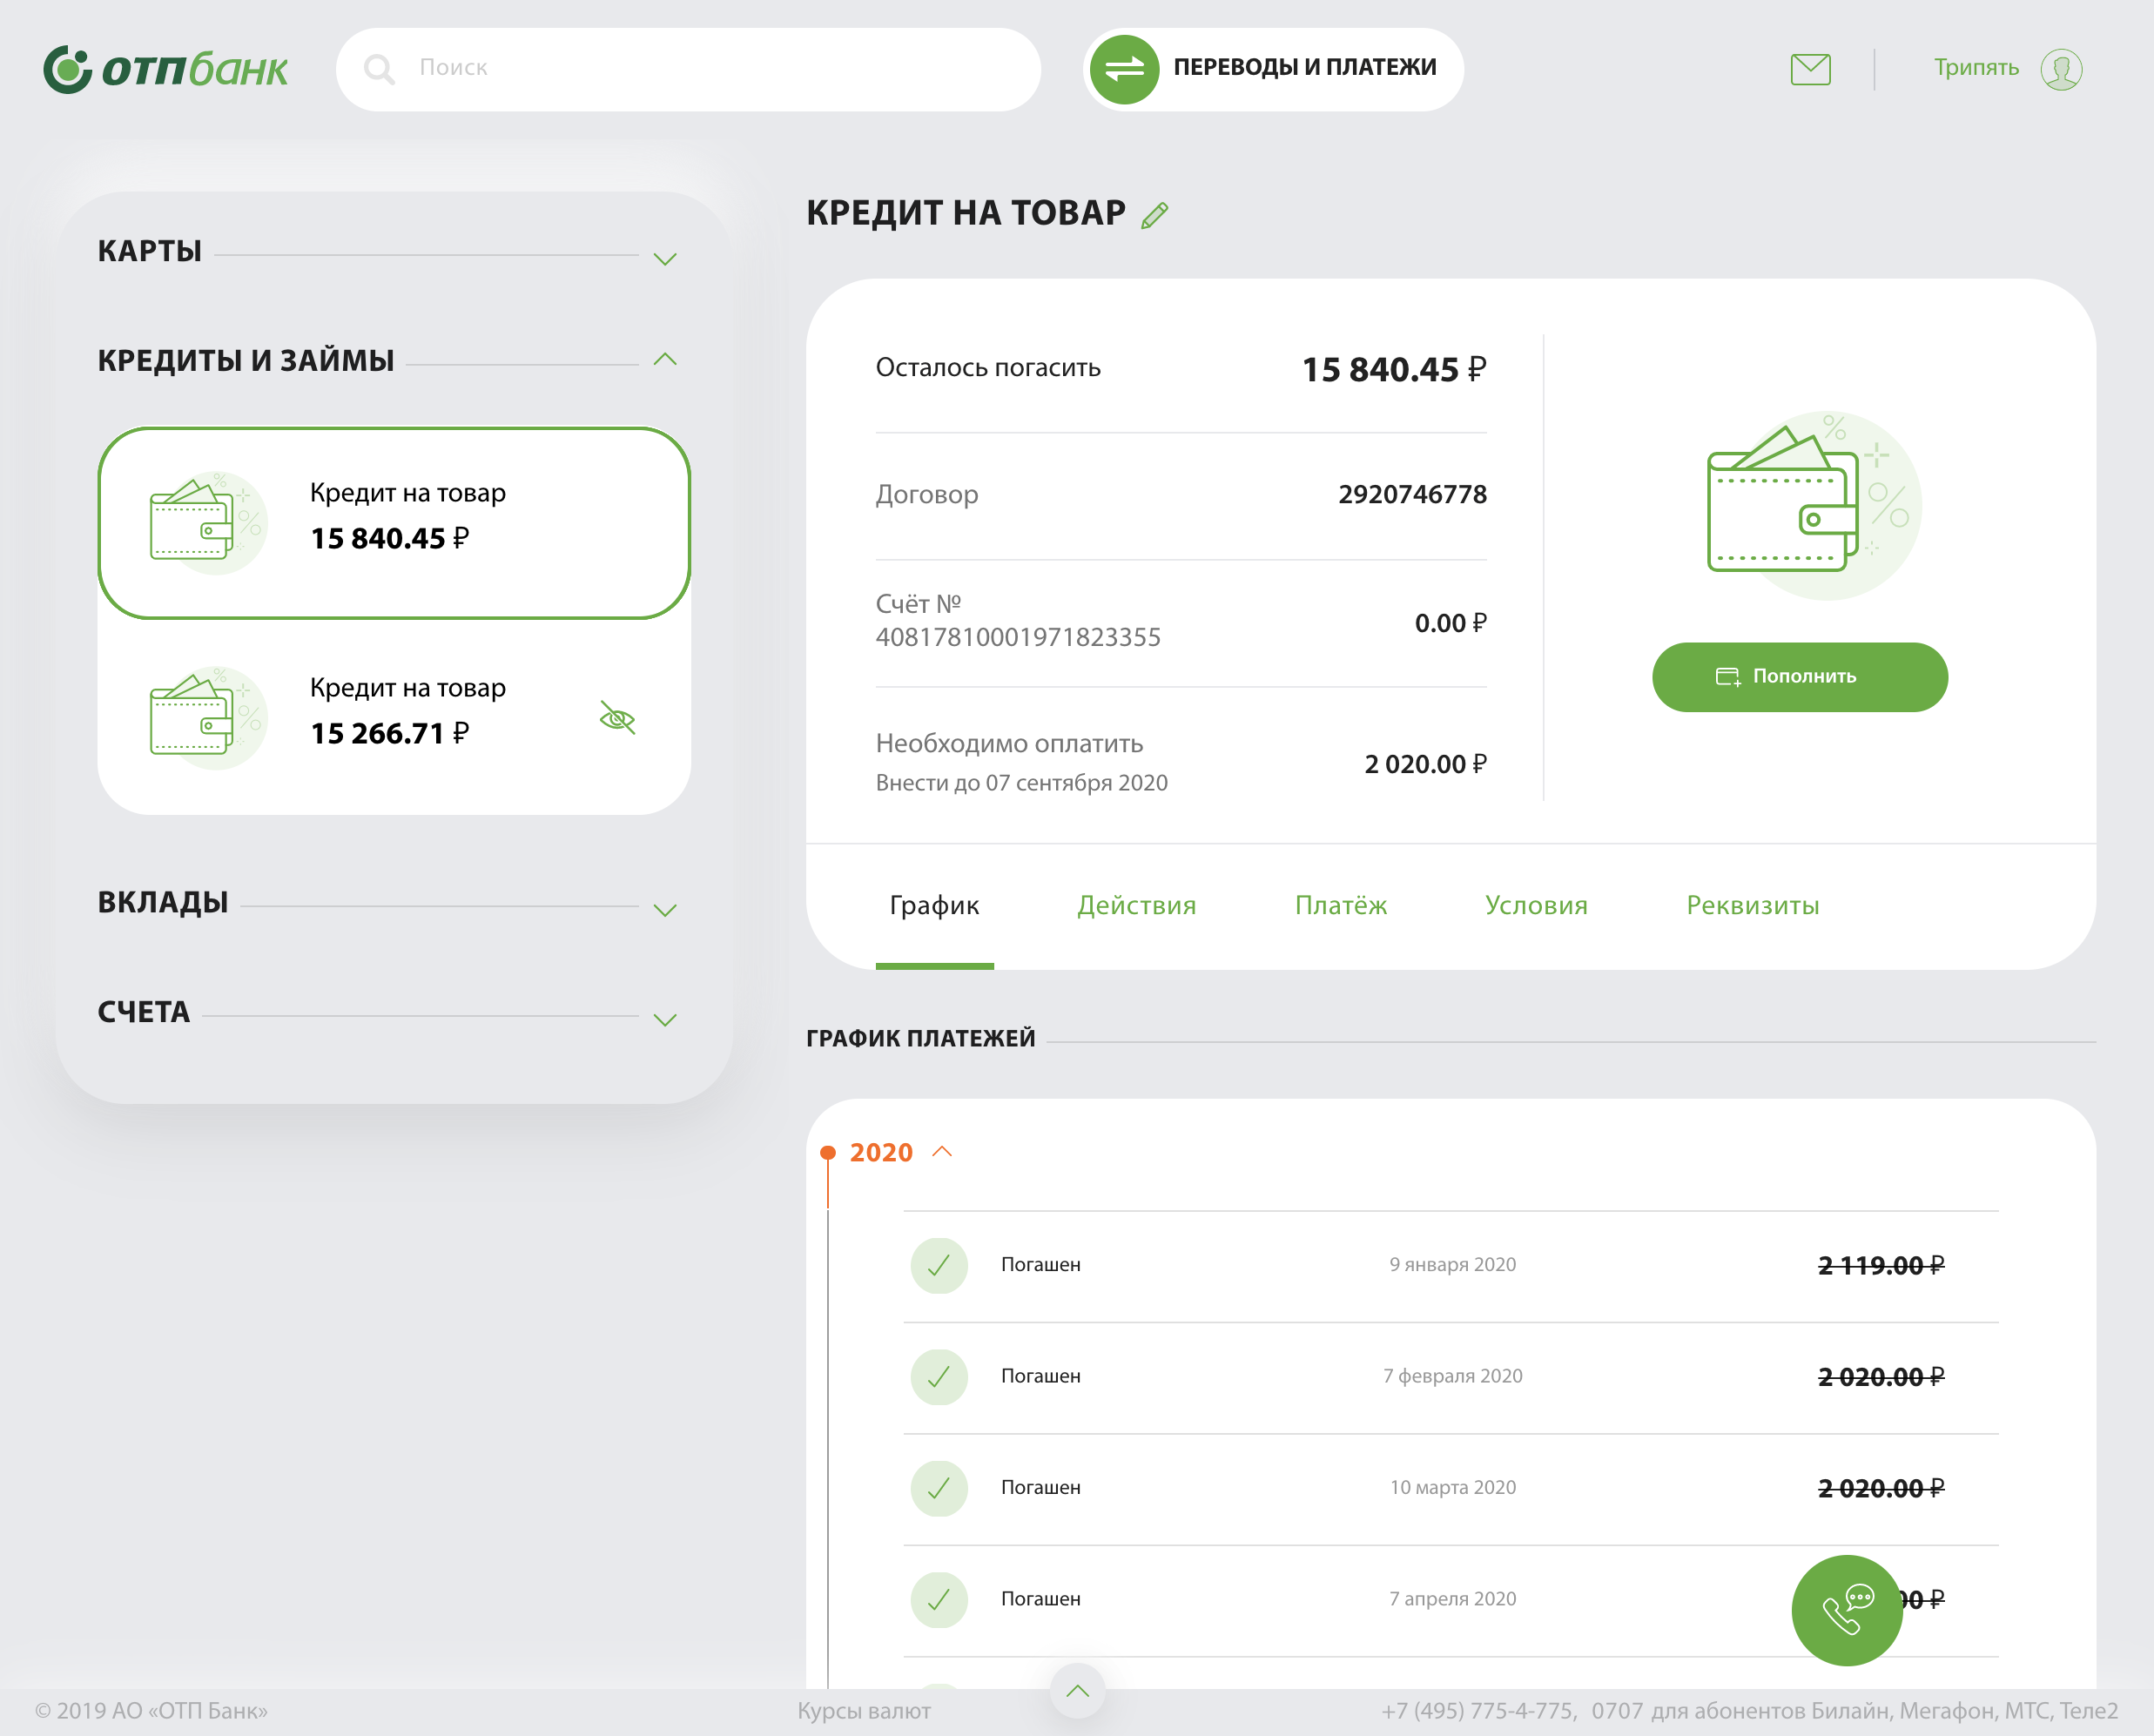 ОТПбанк
Поиск
ПЕРЕВОДЫ И ПЛАТЕЖИ
Трипять
КАРТЫ
КРЕДИТЫ И ЗАЙМЫ
Кредит на товар
15 840.45 ₽
Кредит на товар
15 266.71 ₽
ВКЛАДЫ
СЧЕТА
КРЕДИТ НА ТОВАР
Осталось погасить 15 840.45 ₽
Договор 2920746778
Счёт №
40817810001971823355 0.00 ₽
Необходимо оплатить 2 020.00 ₽
Внести до 07 сентября 2020
Пополнить
График Действия Платёж Условия Реквизиты
ГРАФИК ПЛАТЕЖЕЙ
2020
Погашен 9 января 2020 2 119.00 ₽
Погашен 7 февраля 2020 2 020.00 ₽
Погашен 10 марта 2020 2 020.00 ₽
Погашен 7 апреля 2020 ₽
© 2019 АО «ОТП Банк» Курсы валют +7 (495) 775-4-775, 0707 для абонентов Билайн, Мегафон, МТС, Теле2